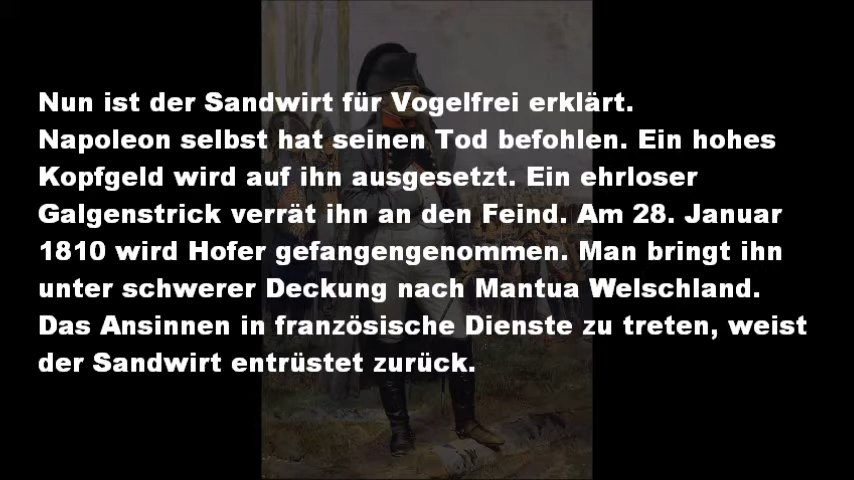 Nun ist der Sandwirt für Vogelfrei erklärt.
Napoleon selbst hat seinen Tod befohlen. Ein hohes
Kopfgeld wird auf ihn ausgesetzt. Ein ehrloser
Galgenstrick verrät ihn an den Feind. Am 28. Januar
1810 wird Hofer gefangengenommen. Man bringt ihn
unter schwerer Deckung nach Mantua Welschland.
Das Ansinnen in französische Dienste zu treten, weist
der Sandwirt entrüstet zurück.